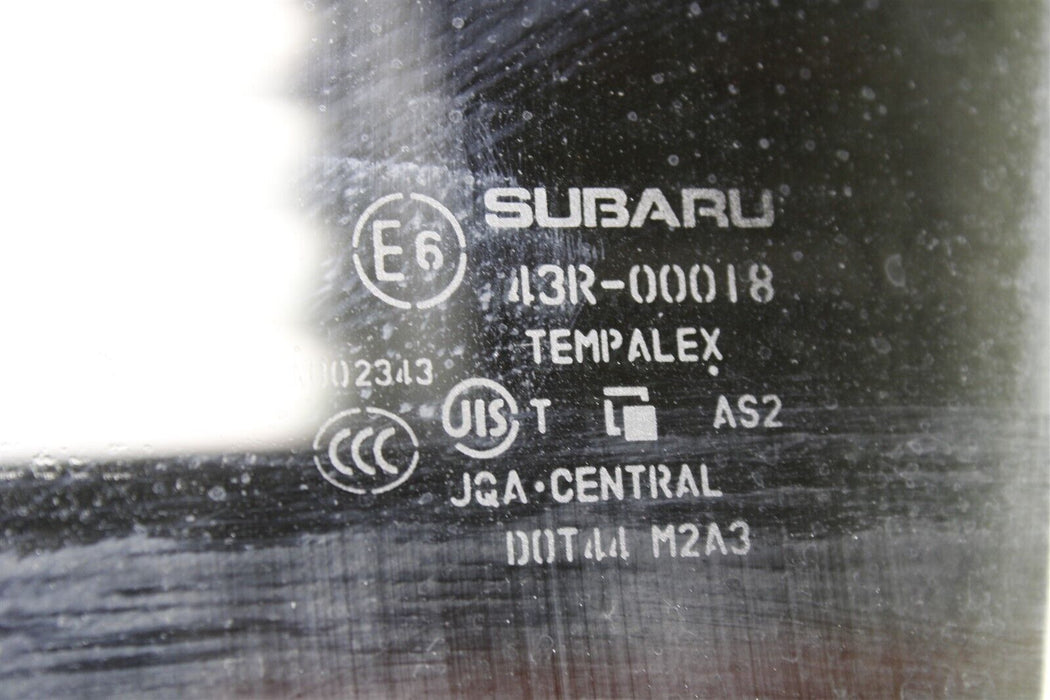 SUBARU
E6
43R-00018
TEMPALEX
002343
JIS T AS2
CCC
JQA·CENTRAL
DOT44 M2A3